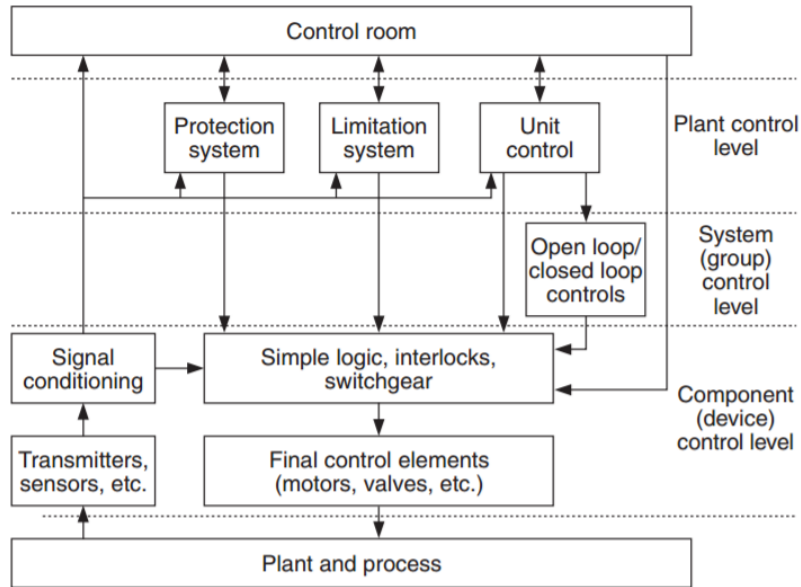 Control room
Protection
system
Limitation
system
Unit
control
Plant control
level
Open loop/
closed loop
controls
System
(group)
control
level
Signal
conditioning
Simple logic, interlocks,
switchgear
Component
(device)
control level
Transmitters,
sensors, etc.
Final control elements
(motors, valves, etc.)
Plant and process